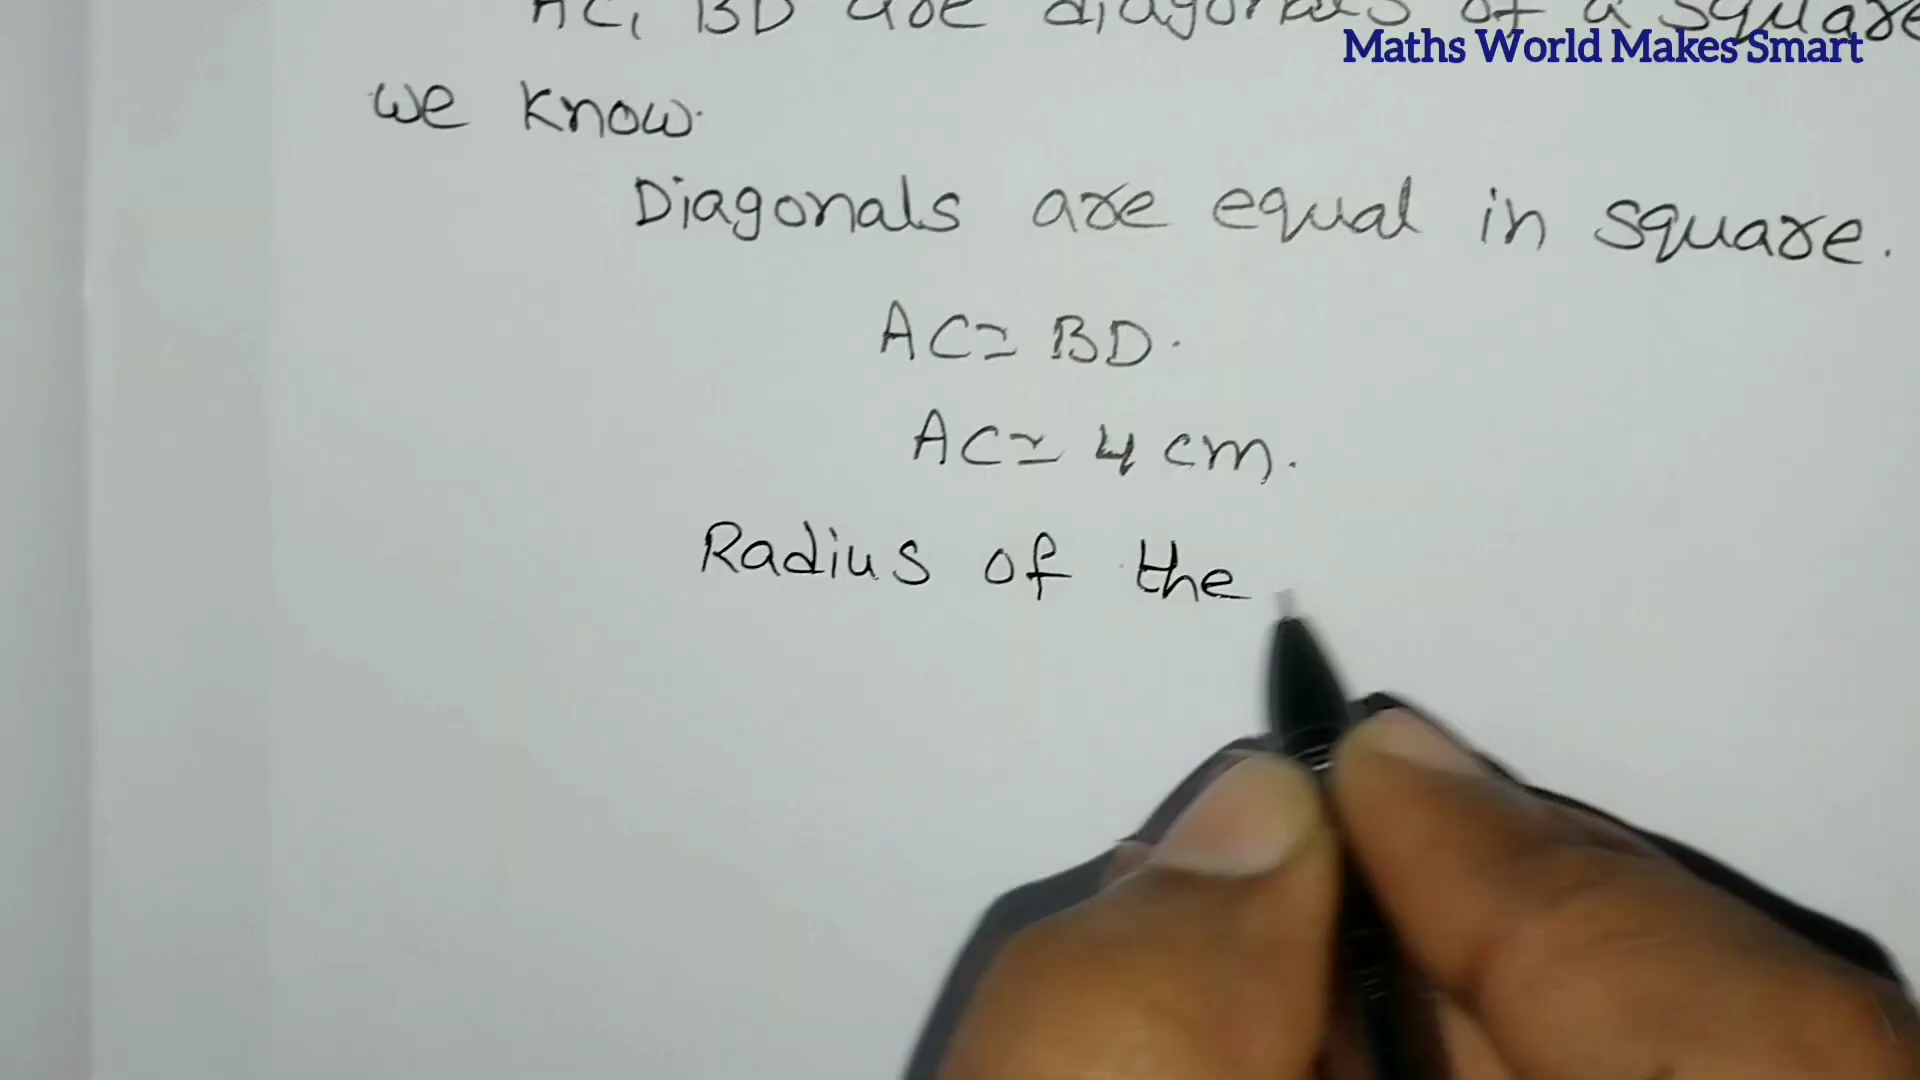 AC, BD are diagonals of a square
Maths World Makes Smart
we know.
Diagonals are equal in square.
AC = BD.
AC = 4 cm.
Radius of the